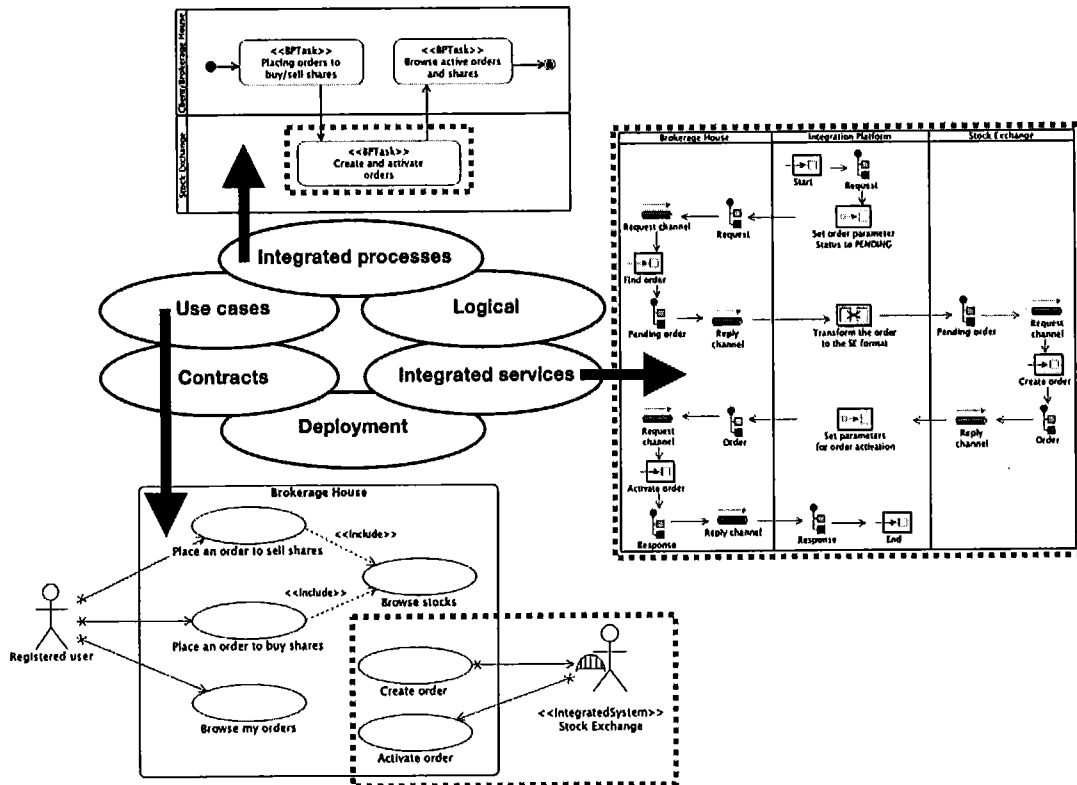 Client/Brokerage House
<<BPTask>>
Placing orders to
buy/sell shares
<<BPTask>>
Browse active orders
and shares
Stock Exchange
<<BPTask>>
Create and activate
orders
Integrated processes
Use cases
Logical
Contracts
Integrated services
Deployment
Brokerage House
Integration Platform
Stock Exchange
Start
Request
Request channel
Request
Set order parameter
Status to PENDING
Find order
Pending order
Reply
channel
Transform the order
to the SE format
Pending order
Request
channel
Create order
Request
channel
Order
Set parameters
for order activation
Reply
channel
Order
Activate order
Response
Reply channel
Response
End
Brokerage House
Place an order to sell shares
<<Include>>
Browse stocks
<<Include>>
Place an order to buy shares
Registered user
Browse my orders
Create order
Activate order
<<IntegratedSystem>>
Stock Exchange